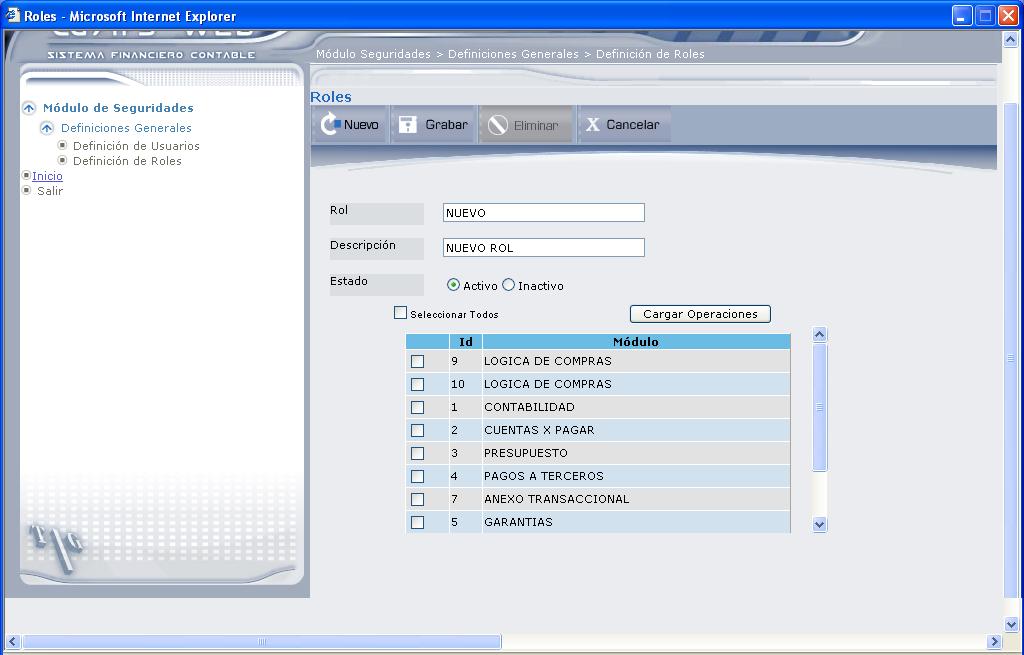 Roles - Microsoft Internet Explorer
SISTEMA FINANCIERO CONTABLE
Módulo Seguridades > Definiciones Generales > Definición de Roles
Módulo de Seguridades
Definiciones Generales
Definición de Usuarios
Definición de Roles
Inicio
Salir
Roles
Nuevo Grabar Eliminar X Cancelar
Rol NUEVO
Descripción NUEVO ROL
Estado Activo Inactivo
Seleccionar Todos Cargar Operaciones
Id Módulo
9 LOGICA DE COMPRAS
10 LOGICA DE COMPRAS
1 CONTABILIDAD
2 CUENTAS X PAGAR
3 PRESUPUESTO
4 PAGOS A TERCEROS
7 ANEXO TRANSACCIONAL
5 GARANTIAS